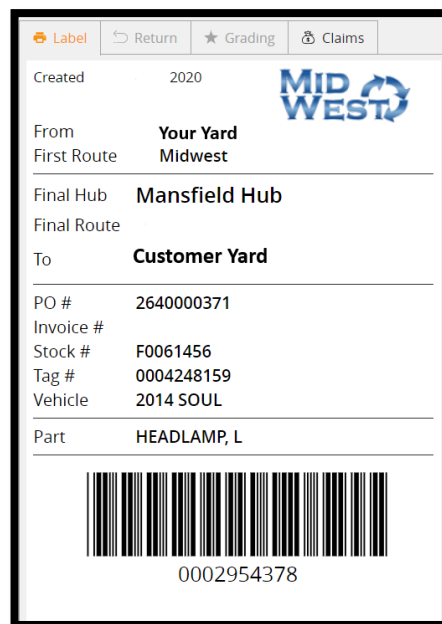 Label Return Grading Claims
Created 2020
MID
WEST
From Your Yard
First Route Midwest
Final Hub Mansfield Hub
Final Route
To Customer Yard
PO # 2640000371
Invoice #
Stock # F0061456
Tag # 0004248159
Vehicle 2014 SOUL
Part HEADLAMP, L
0002954378